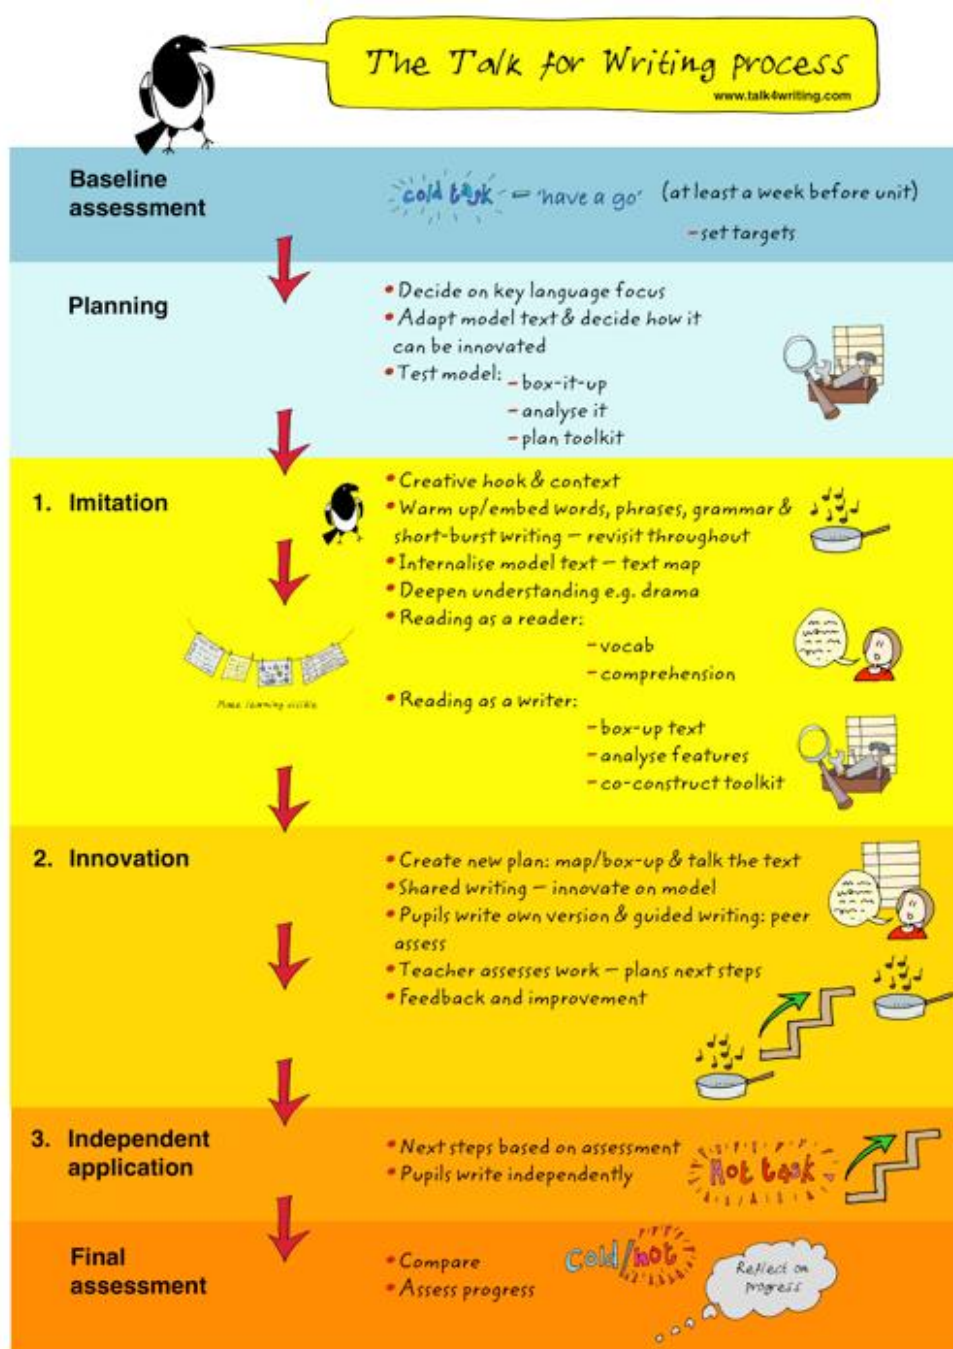 The Talk for Writing process
www.talk4writing.com
Baseline
assessment
cold task = 'have a go' (at least a week before unit)
- set targets
Planning
• Decide on key language focus
• Adapt model text & decide how it
can be innovated
• Test model:
- box-it-up
- analyse it
- plan toolkit
1. Imitation
• Creative hook & context
• Warm up/embed words, phrases, grammar &
short-burst writing – revisit throughout
• Internalise model text – text map
• Deepen understanding e.g. drama
• Reading as a reader:
- vocab
- comprehension
Make learning visible
• Reading as a writer:
- box-up text
- analyse features
- co-construct toolkit
2. Innovation
• Create new plan: map/box-up & talk the text
• Shared writing – innovate on model
• Pupils write own version & guided writing: peer
assess
• Teacher assesses work – plans next steps
• Feedback and improvement
3. Independent
application
• Next steps based on assessment
• Pupils write independently
Hot task
Final
assessment
• Compare
• Assess progress
Cold/hot
Reflect on
progress